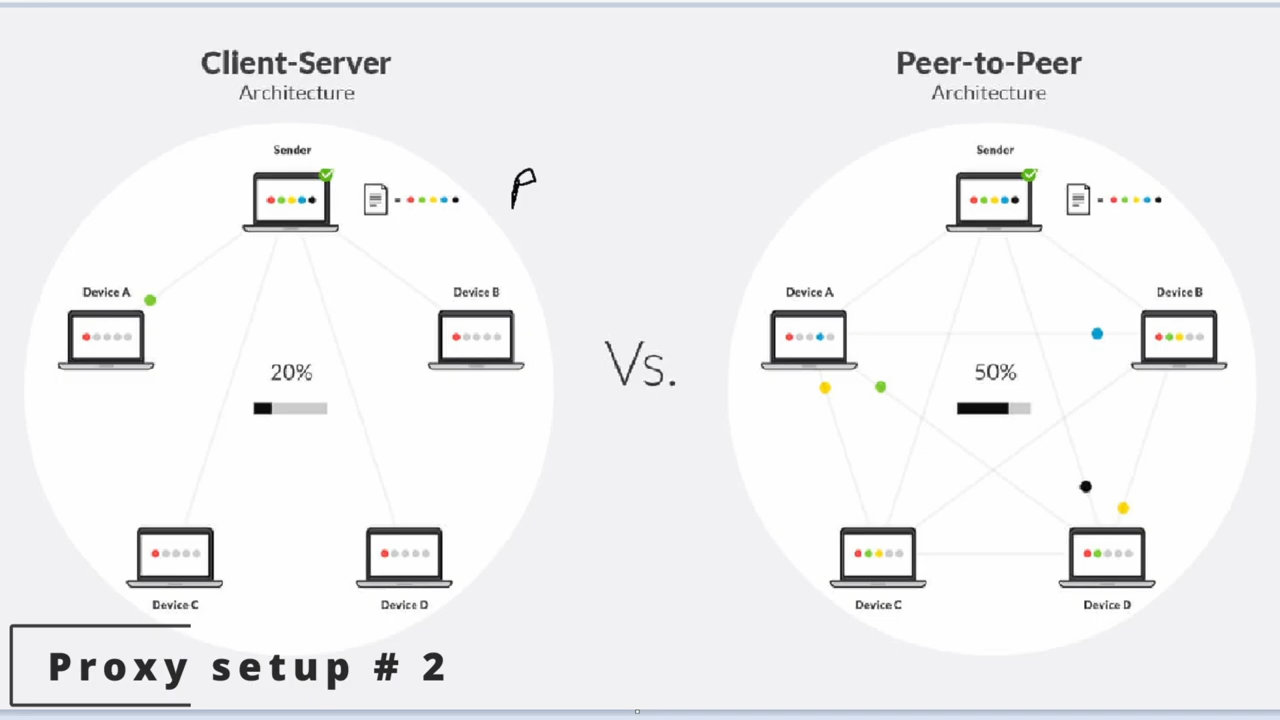 Client-Server
Architecture
Sender
=
Device A
Device B
20%
Device C
Device D
P
Vs.
Peer-to-Peer
Architecture
Sender
=
Device A
Device B
50%
Device C
Device D
Proxy setup # 2